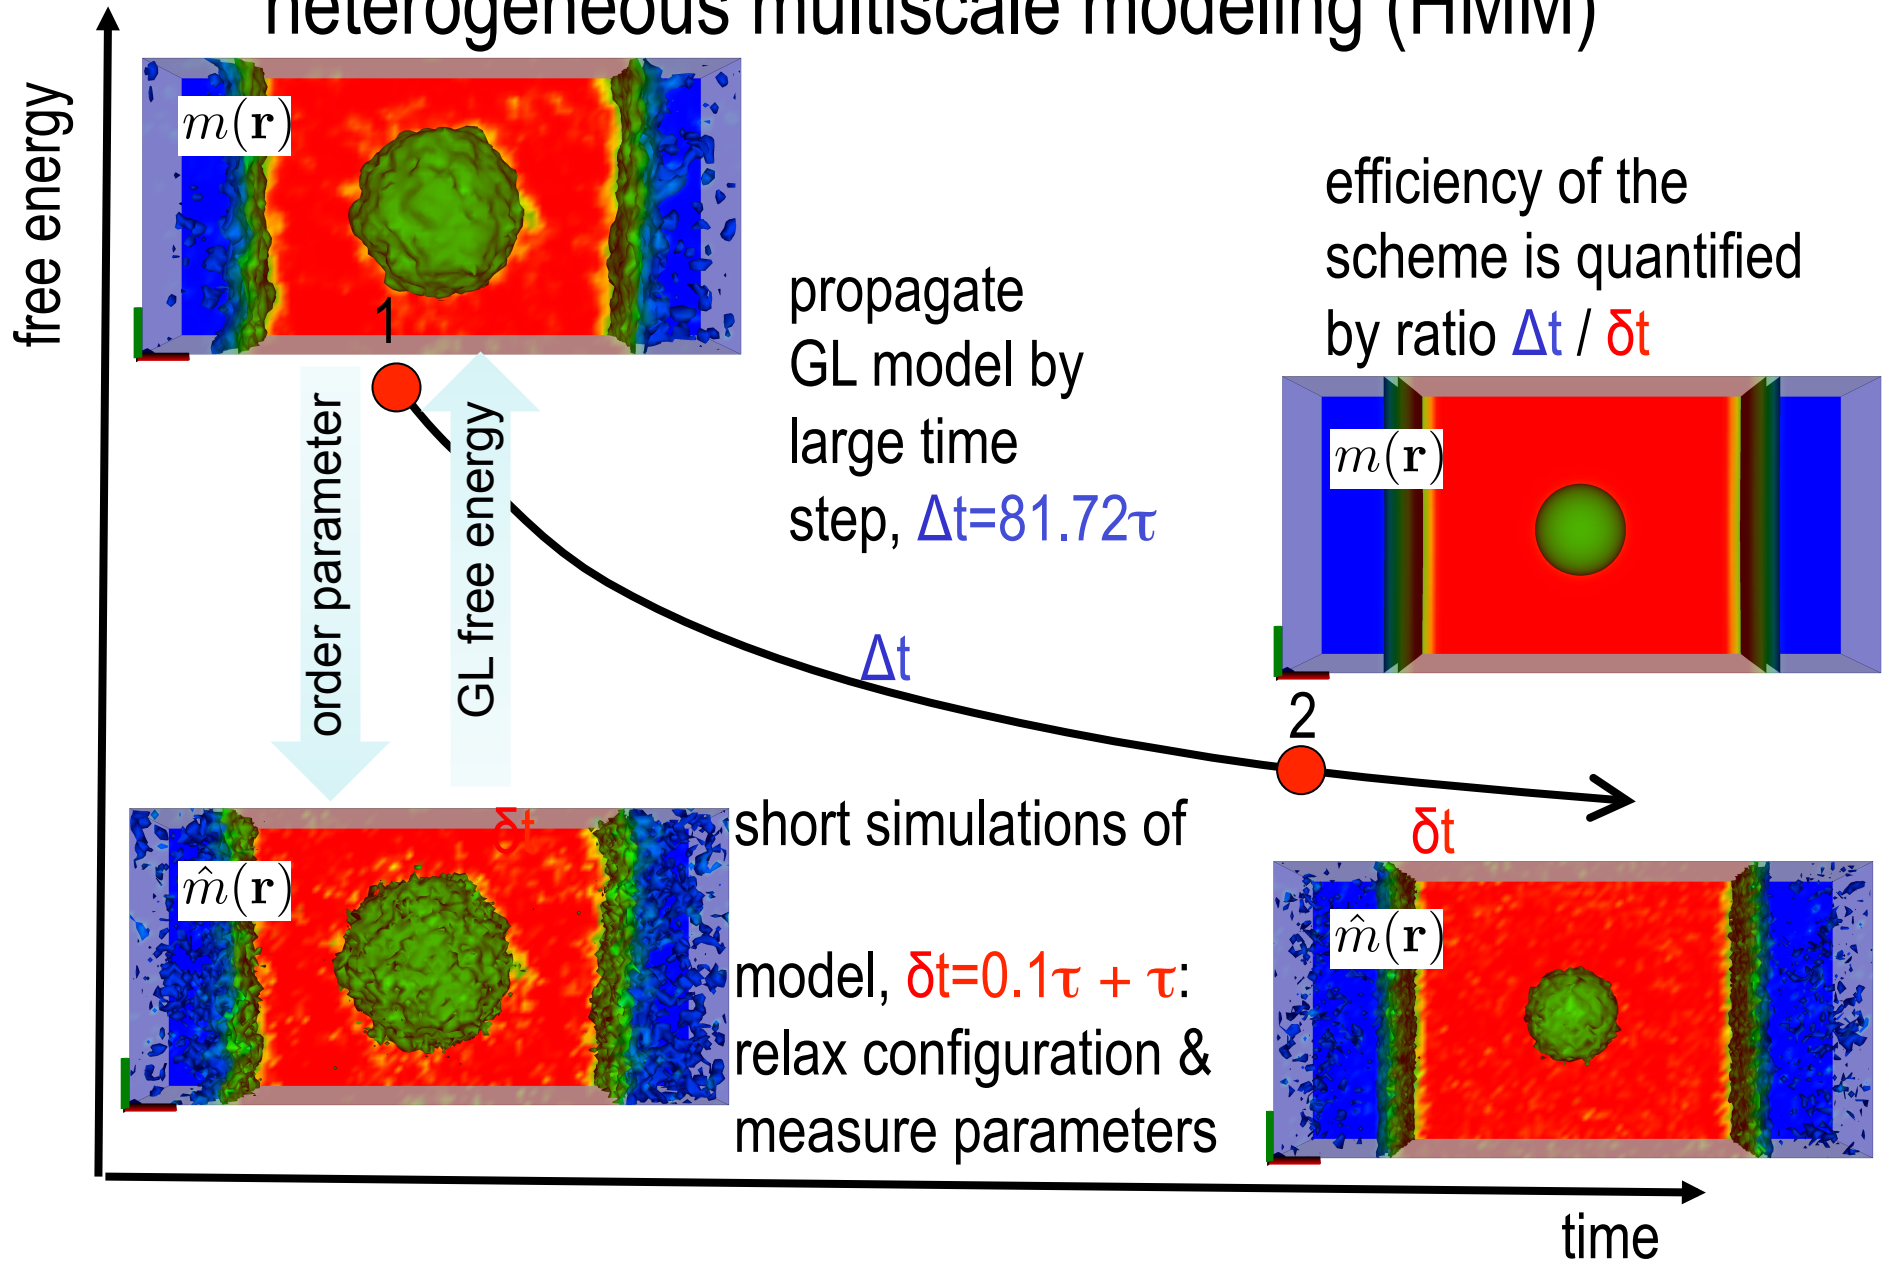 heterogeneous multiscale modeling (HMM)
free energy
m(r)
1
order parameter
GL free energy
propagate
GL model by
large time
step, Δt=81.72τ
efficiency of the
scheme is quantified
by ratio Δt / δt
m(r)
Δt
2
δt
m̂(r)
short simulations of
model, δt=0.1τ + τ:
relax configuration &
measure parameters
δt
m̂(r)
time